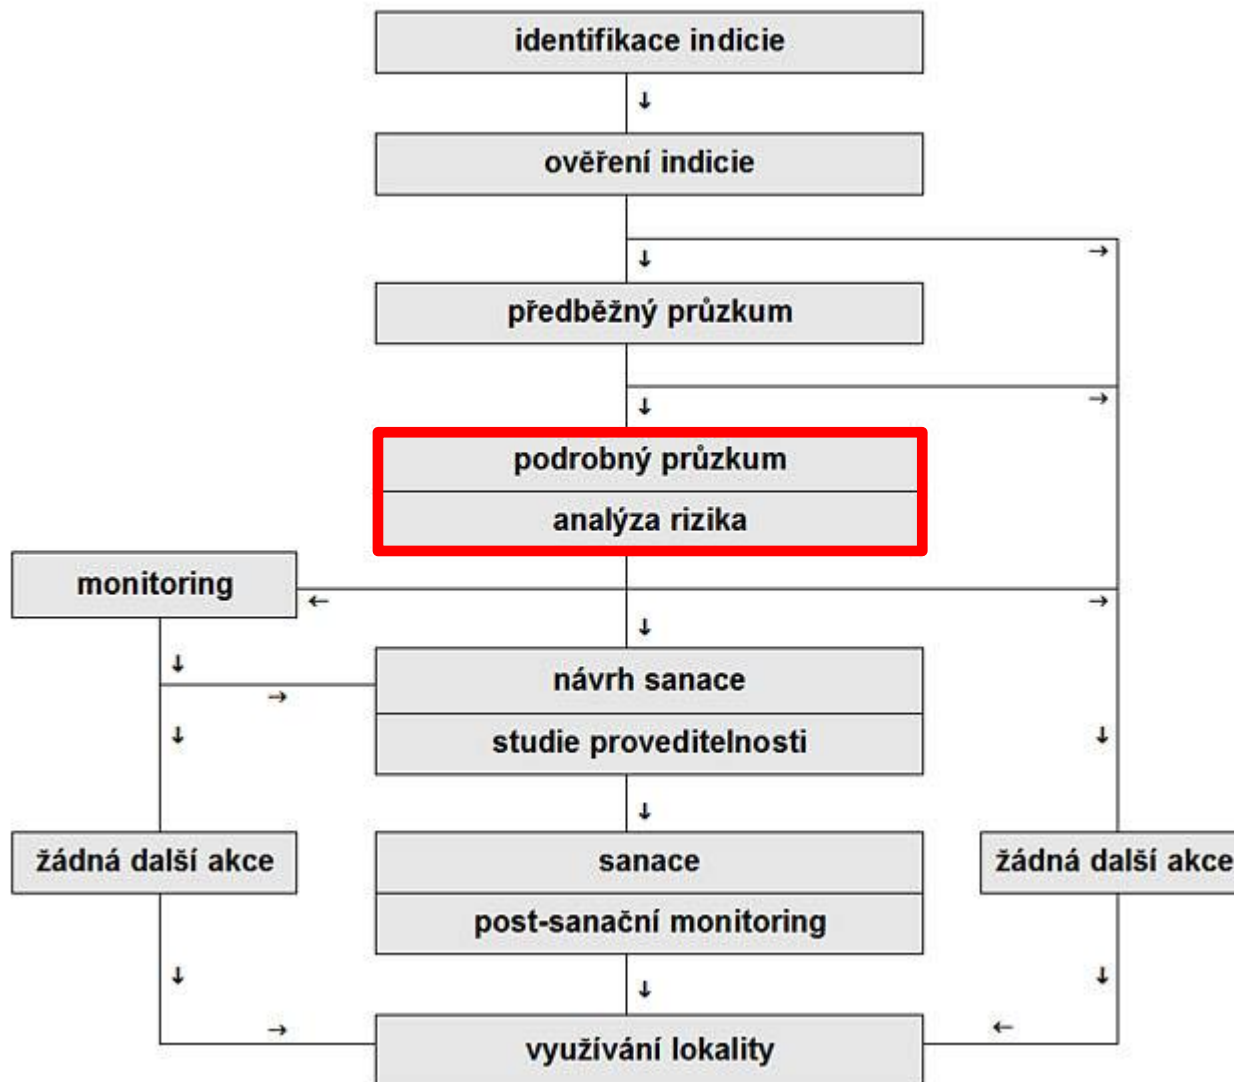 identifikace indicie
ověření indicie
předběžný průzkum
podrobný průzkum
analýza rizika
monitoring
návrh sanace
studie proveditelnosti
žádná další akce
sanace
žádná další akce
post-sanační monitoring
využívání lokality